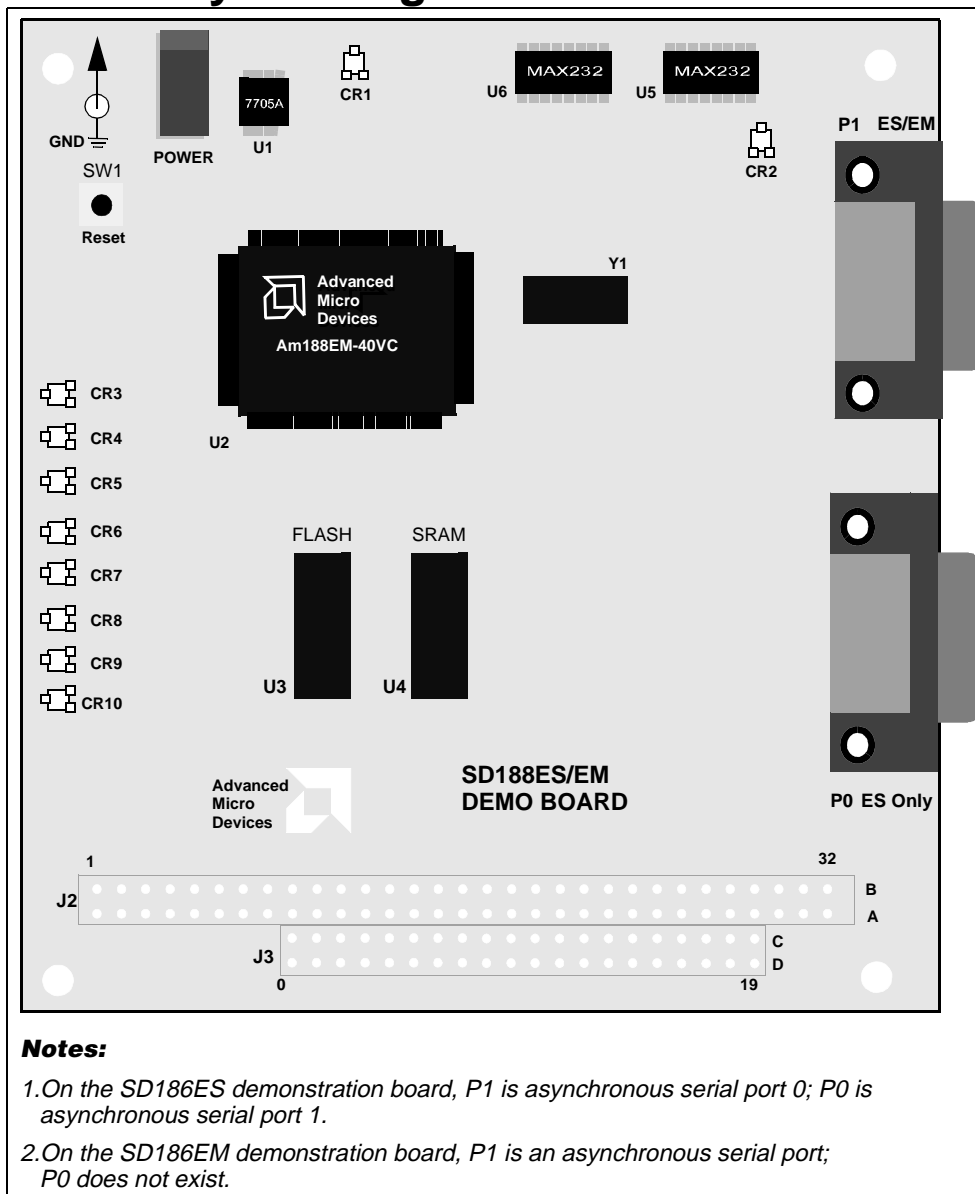 MAX232
MAX232
U6
U5
CR1
7705A
U1
P1 ES/EM
GND
POWER
CR2
SW1
Reset
Y1
Advanced
Micro
Devices
Am188EM-40VC
U2
CR3
CR4
CR5
CR6
CR7
CR8
CR9
CR10
FLASH
SRAM
U3
U4
SD188ES/EM
DEMO BOARD
Advanced
Micro
Devices
P0 ES Only
1
32
J2
B
A
J3
C
D
0
19
Notes:
1.On the SD186ES demonstration board, P1 is asynchronous serial port 0; P0 is
asynchronous serial port 1.
2.On the SD186EM demonstration board, P1 is an asynchronous serial port;
P0 does not exist.